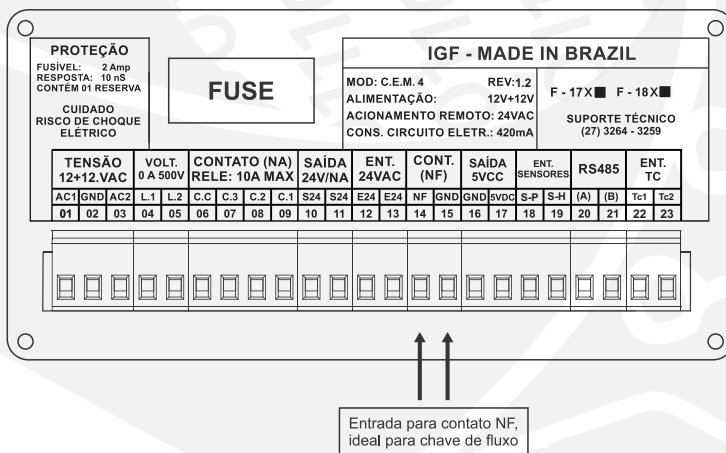 PROTEÇÃO
FUSÍVEL: 2 Amp
RESPOSTA: 10 nS
CONTÉM 01 RESERVA
CUIDADO
RISCO DE CHOQUE
ELÉTRICO
FUSE
IGF - MADE IN BRAZIL
MOD: C.E.M. 4 REV:1.2
ALIMENTAÇÃO: 12V+12V
ACIONAMENTO REMOTO: 24VAC
CONS. CIRCUITO ELETR.: 420mA
F - 17X■ F - 18X■
SUPORTE TÉCNICO
(27) 3264 - 3259
TENSÃO
12+12.VAC
VOLT.
0 A 500V
CONTATO (NA)
RELE: 10A MAX
SAÍDA
24V/NA
ENT.
24VAC
CONT.
(NF)
SAÍDA
5VCC
ENT.
SENSORES
RS485
ENT.
TC
AC1 GND AC2 L.1 L.2 C.C C.3 C.2 C.1 S24 S24 E24 E24 NF GND GND 5VDC S-P S-H (A) (B) Tc1 Tc2
01 02 03 04 05 06 07 08 09 10 11 12 13 14 15 16 17 18 19 20 21 22 23
Entrada para contato NF,
ideal para chave de fluxo